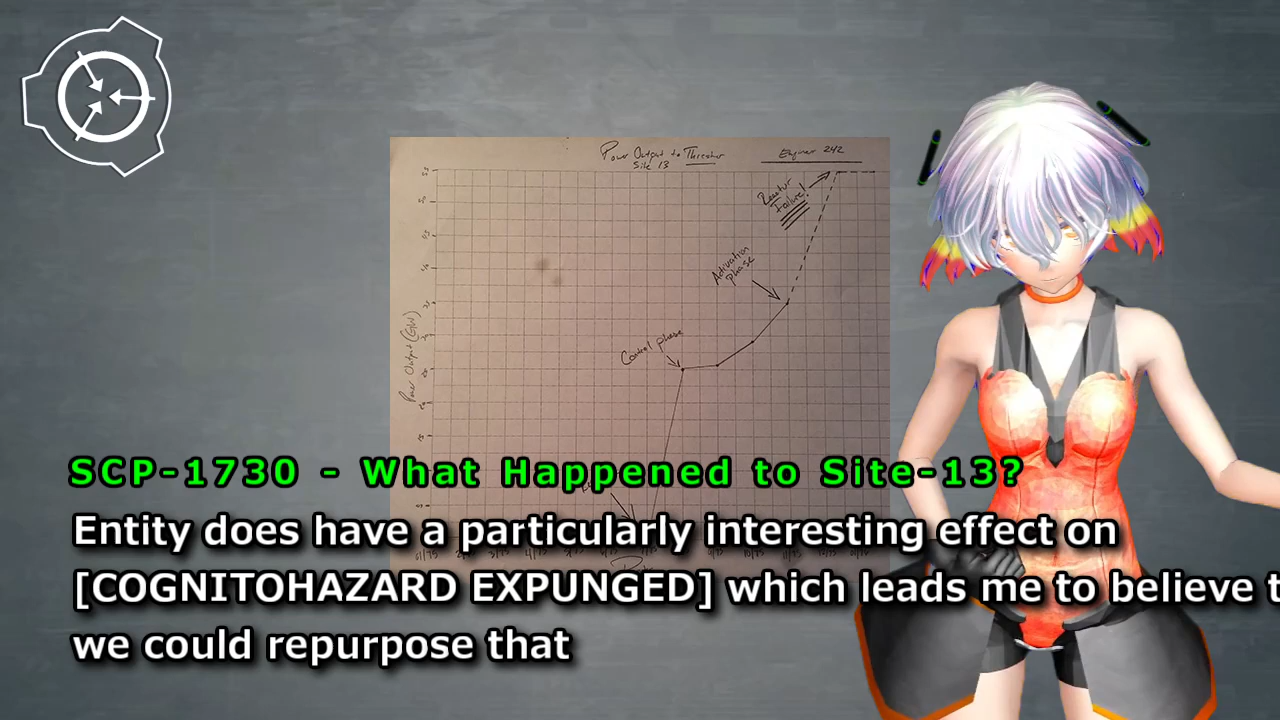 Power Output to Thresher
Site 13
Engineer 242
Reactor
Failure!
Activation
phase
Control phase
Power Output (GW)
SCP-1730 - What Happened to Site-13?
Entity does have a particularly interesting effect on
[COGNITOHAZARD EXPUNGED] which leads me to believe t
we could repurpose that